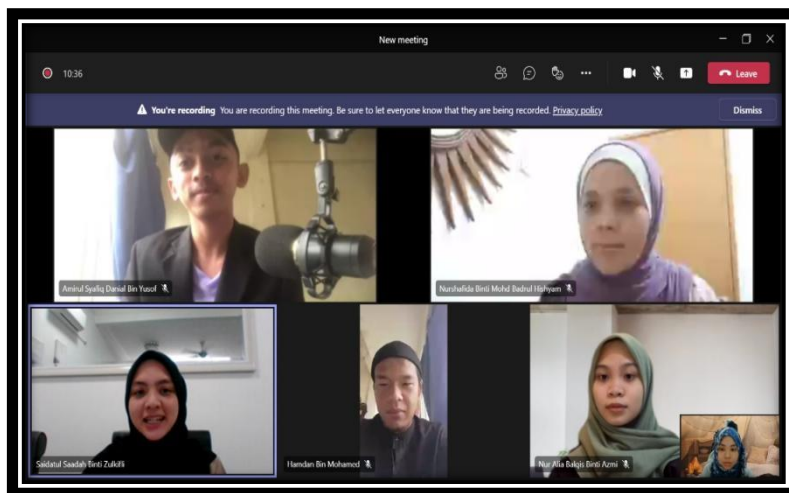 New meeting
10:36
Leave
You're recording You are recording this meeting. Be sure to let everyone know that they are being recorded. Privacy policy
Dismiss
Amirul Syafiq Danial Bin Yusof
Nurshafida Binti Mohd Badrul Hishyam
Saidatul Saadah Binti Zulkifli
Hamdan Bin Mohamed
Nur Alia Balqis Binti Azmi